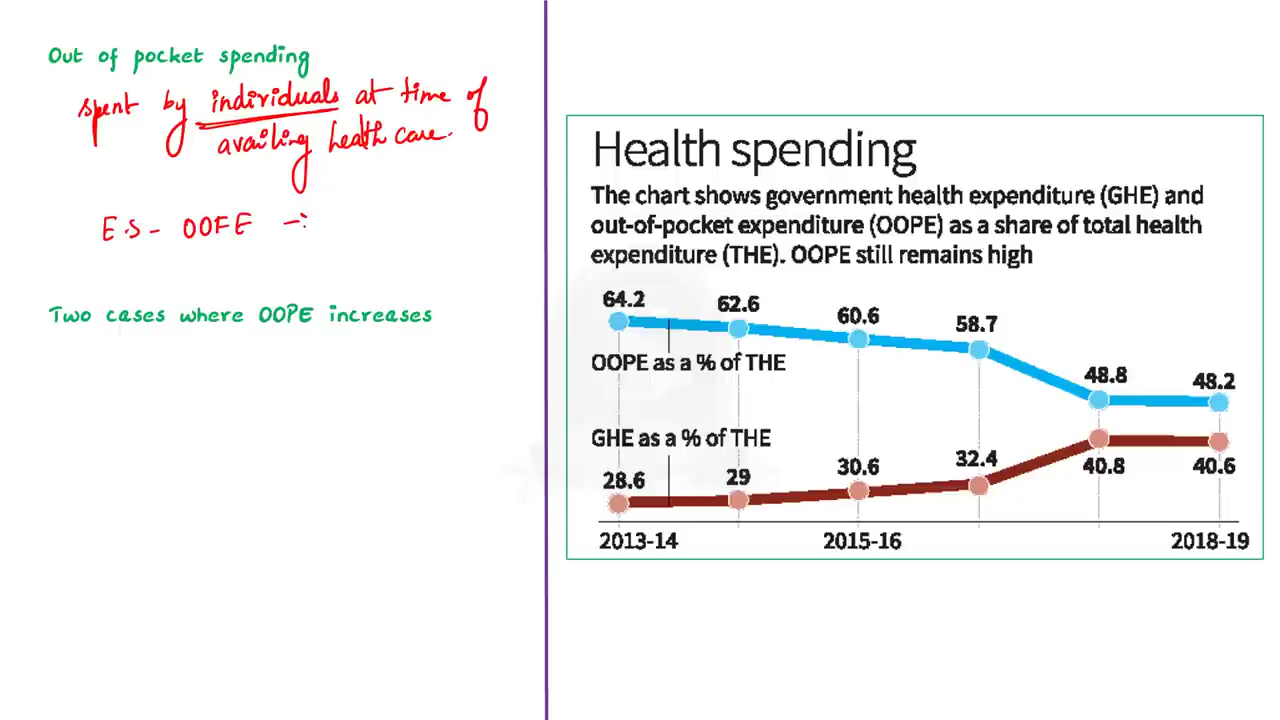 Out of pocket spending
spent by individuals at time of
availing health care.
E.S - OOFE →
Two cases where OOPE increases
Health spending
The chart shows government health expenditure (GHE) and
out-of-pocket expenditure (OOPE) as a share of total health
expenditure (THE). OOPE still remains high
64.2 62.6 60.6 58.7 48.8 48.2
OOPE as a % of THE
GHE as a % of THE
28.6 29 30.6 32.4 40.8 40.6
2013-14 2015-16 2018-19